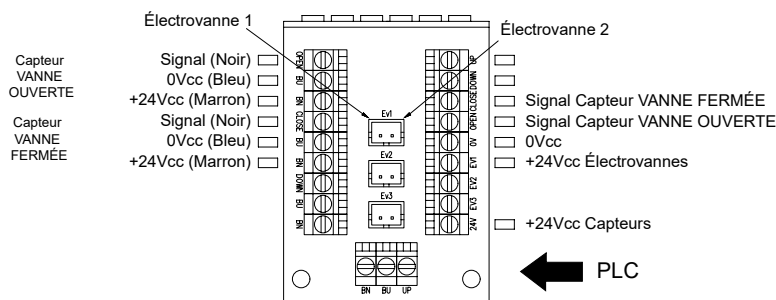 Électrovanne 1
Électrovanne 2
Capteur
VANNE
OUVERTE
Signal (Noir)
0Vcc (Bleu)
+24Vcc (Marron)
Capteur
VANNE
FERMÉE
Signal (Noir)
0Vcc (Bleu)
+24Vcc (Marron)
OPEN
BU
BN
CLOSE
BU
BN
DOWN
BU
BN
Ev1
Ev2
Ev3
UP
DOWN
CLOSE
OPEN
0V
EV1
EV2
EV3
24V
Signal Capteur VANNE FERMÉE
Signal Capteur VANNE OUVERTE
0Vcc
+24Vcc Électrovannes
+24Vcc Capteurs
PLC
BN BU UP